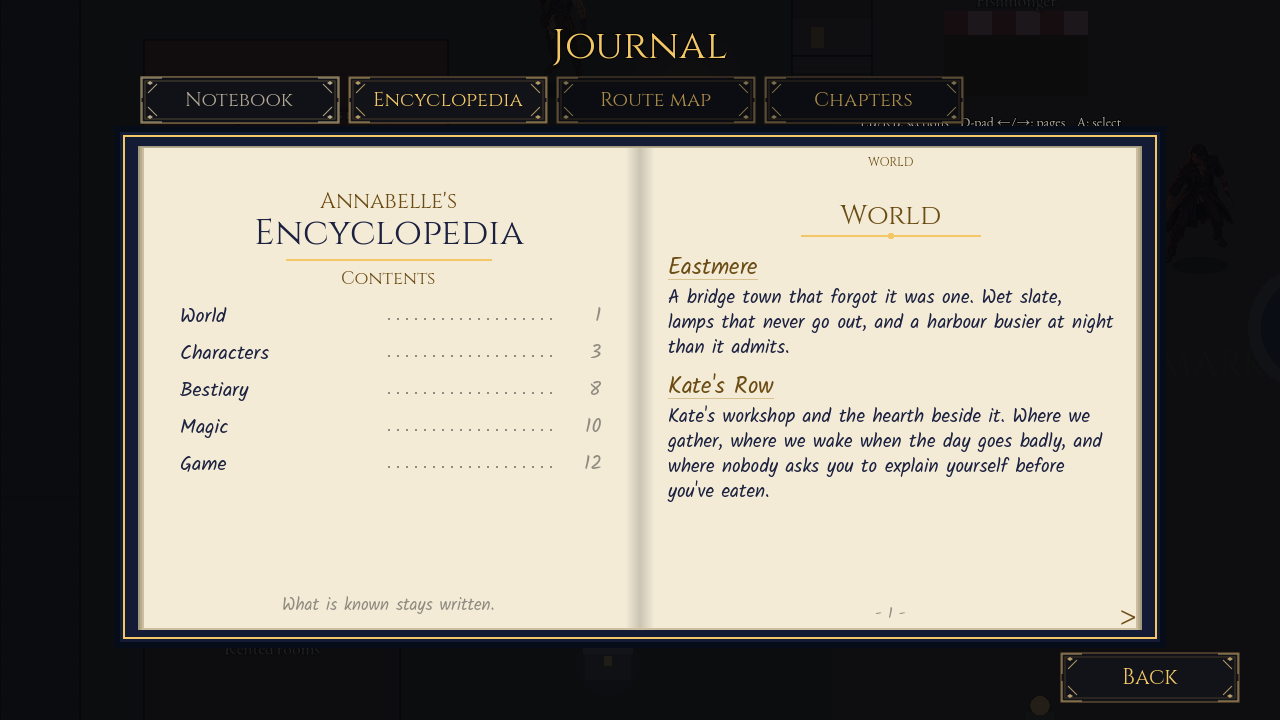 Fishmonger
Journal
Notebook
Encyclopedia
Route map
Chapters
D-pad ←/→: pages A: select
Annabelle's
Encyclopedia
Contents
World . . . . . . . . . . . . . . . . . . . 1
Characters . . . . . . . . . . . . . . . . . . . 3
Bestiary . . . . . . . . . . . . . . . . . . . 8
Magic . . . . . . . . . . . . . . . . . . . 10
Game . . . . . . . . . . . . . . . . . . . 12
What is known stays written.
World
World
Eastmere
A bridge town that forgot it was one. Wet slate,
lamps that never go out, and a harbour busier at night
than it admits.
Kate's Row
Kate's workshop and the hearth beside it. Where we
gather, where we wake when the day goes badly, and
where nobody asks you to explain yourself before
you've eaten.
- 1 -
>
Rented rooms
Back